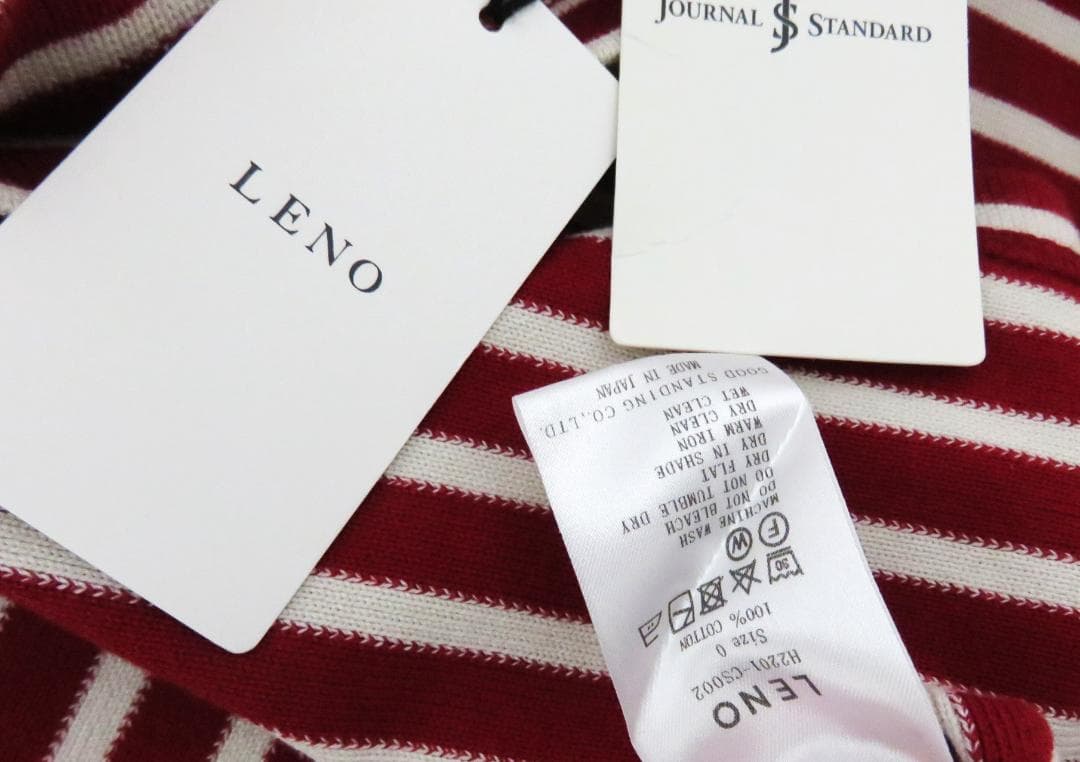 LENO
JOURNAL JS STANDARD
LENO
H2201-CS002
Size 0
100% COTTON
30
F W
MACHINE WASH
DO NOT BLEACH
DO NOT TUMBLE DRY
DRY FLAT
DRY IN SHADE
WARM IRON
DRY CLEAN
WET CLEAN
GOOD STANDING CO.,LTD.
MADE IN JAPAN